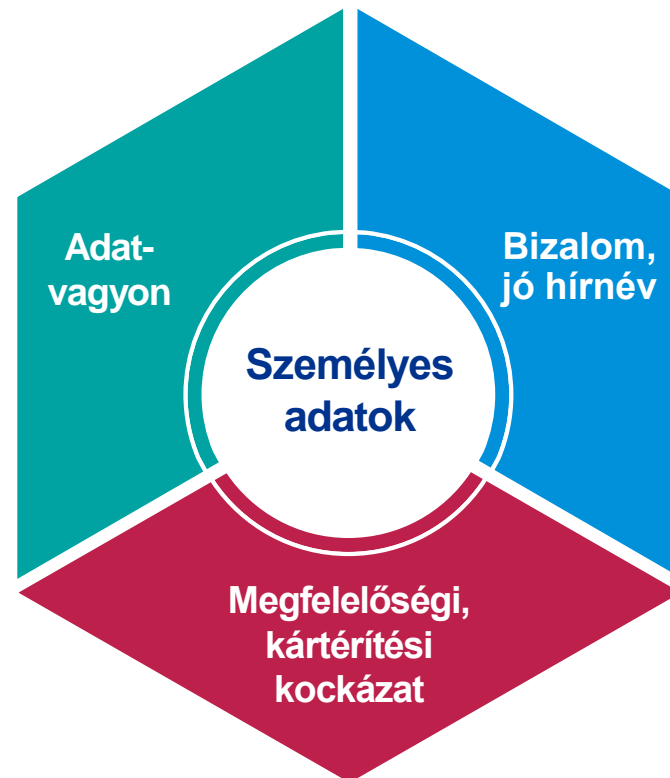 Adat-
vagyon
Bizalom,
jó hírnév
Személyes
adatok
Megfelelőségi,
kártérítési
kockázat